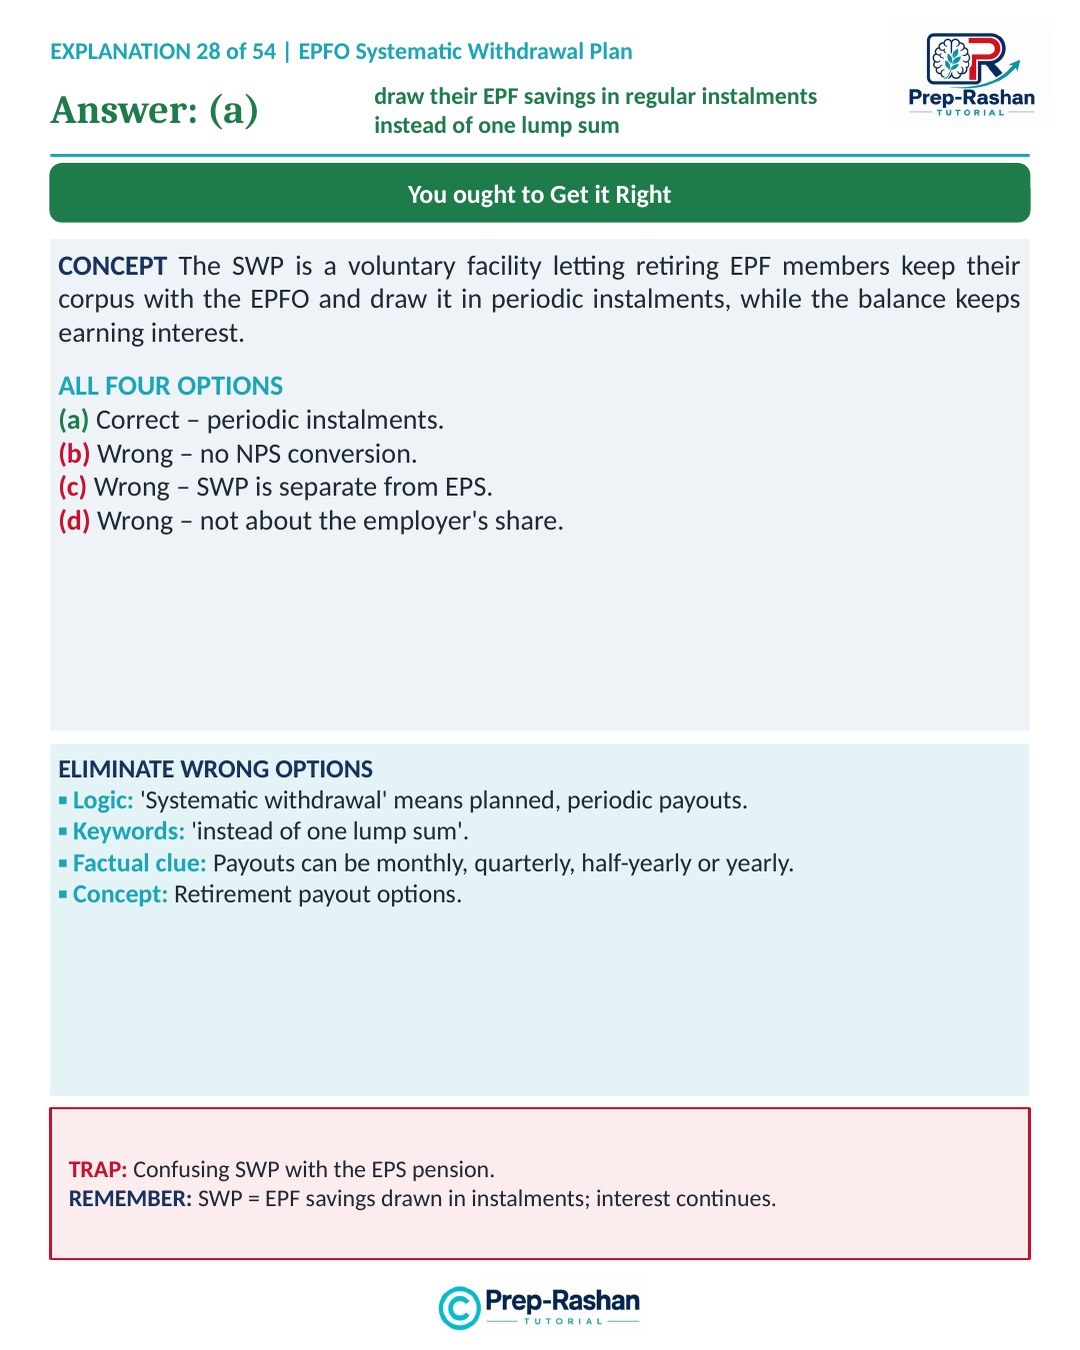 EXPLANATION 28 of 54 | EPFO Systematic Withdrawal Plan
Answer: (a)
draw their EPF savings in regular instalments
instead of one lump sum
Prep-Rashan
TUTORIAL
You ought to Get it Right
CONCEPT The SWP is a voluntary facility letting retiring EPF members keep their
corpus with the EPFO and draw it in periodic instalments, while the balance keeps
earning interest.
ALL FOUR OPTIONS
(a) Correct – periodic instalments.
(b) Wrong – no NPS conversion.
(c) Wrong – SWP is separate from EPS.
(d) Wrong – not about the employer's share.
ELIMINATE WRONG OPTIONS
▪ Logic: 'Systematic withdrawal' means planned, periodic payouts.
▪ Keywords: 'instead of one lump sum'.
▪ Factual clue: Payouts can be monthly, quarterly, half-yearly or yearly.
▪ Concept: Retirement payout options.
TRAP: Confusing SWP with the EPS pension.
REMEMBER: SWP = EPF savings drawn in instalments; interest continues.
© Prep-Rashan
TUTORIAL